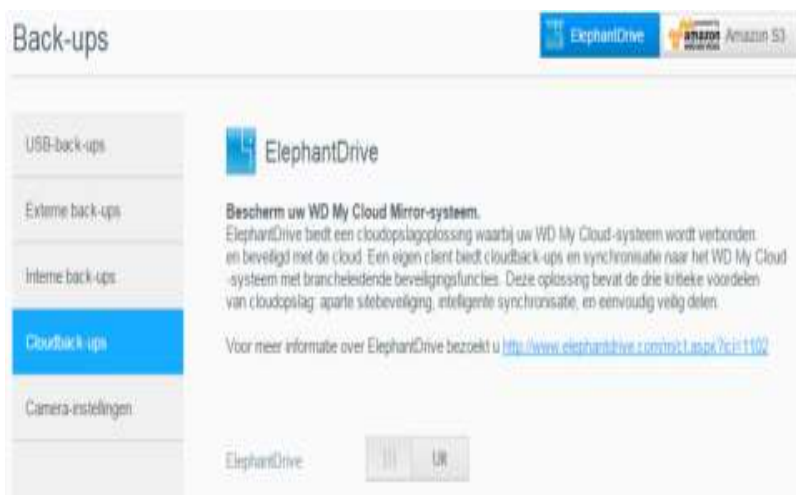 Back-ups
ElephantDrive
amazon Amazon S3
USB-back-ups
Externe back-ups
Interne back-ups
Cloudback-ups
Camera-instellingen
ElephantDrive
Bescherm uw WD My Cloud Mirror-systeem.
ElephantDrive biedt een cloudopslagoplossing waarbij uw WD My Cloud-systeem wordt verbonden
en beveiligd met de cloud. Een eigen client biedt cloudback-ups en synchronisatie naar het WD My Cloud
-systeem met brancheleidende beveiligingsfuncties. Deze oplossing bevat de drie kritieke voordelen
van cloudopslag: aparte sitebeveiliging, intelligente synchronisatie, en eenvoudig veilig delen.
Voor meer informatie over ElephantDrive bezoekt u
ElephantDrive
Uit